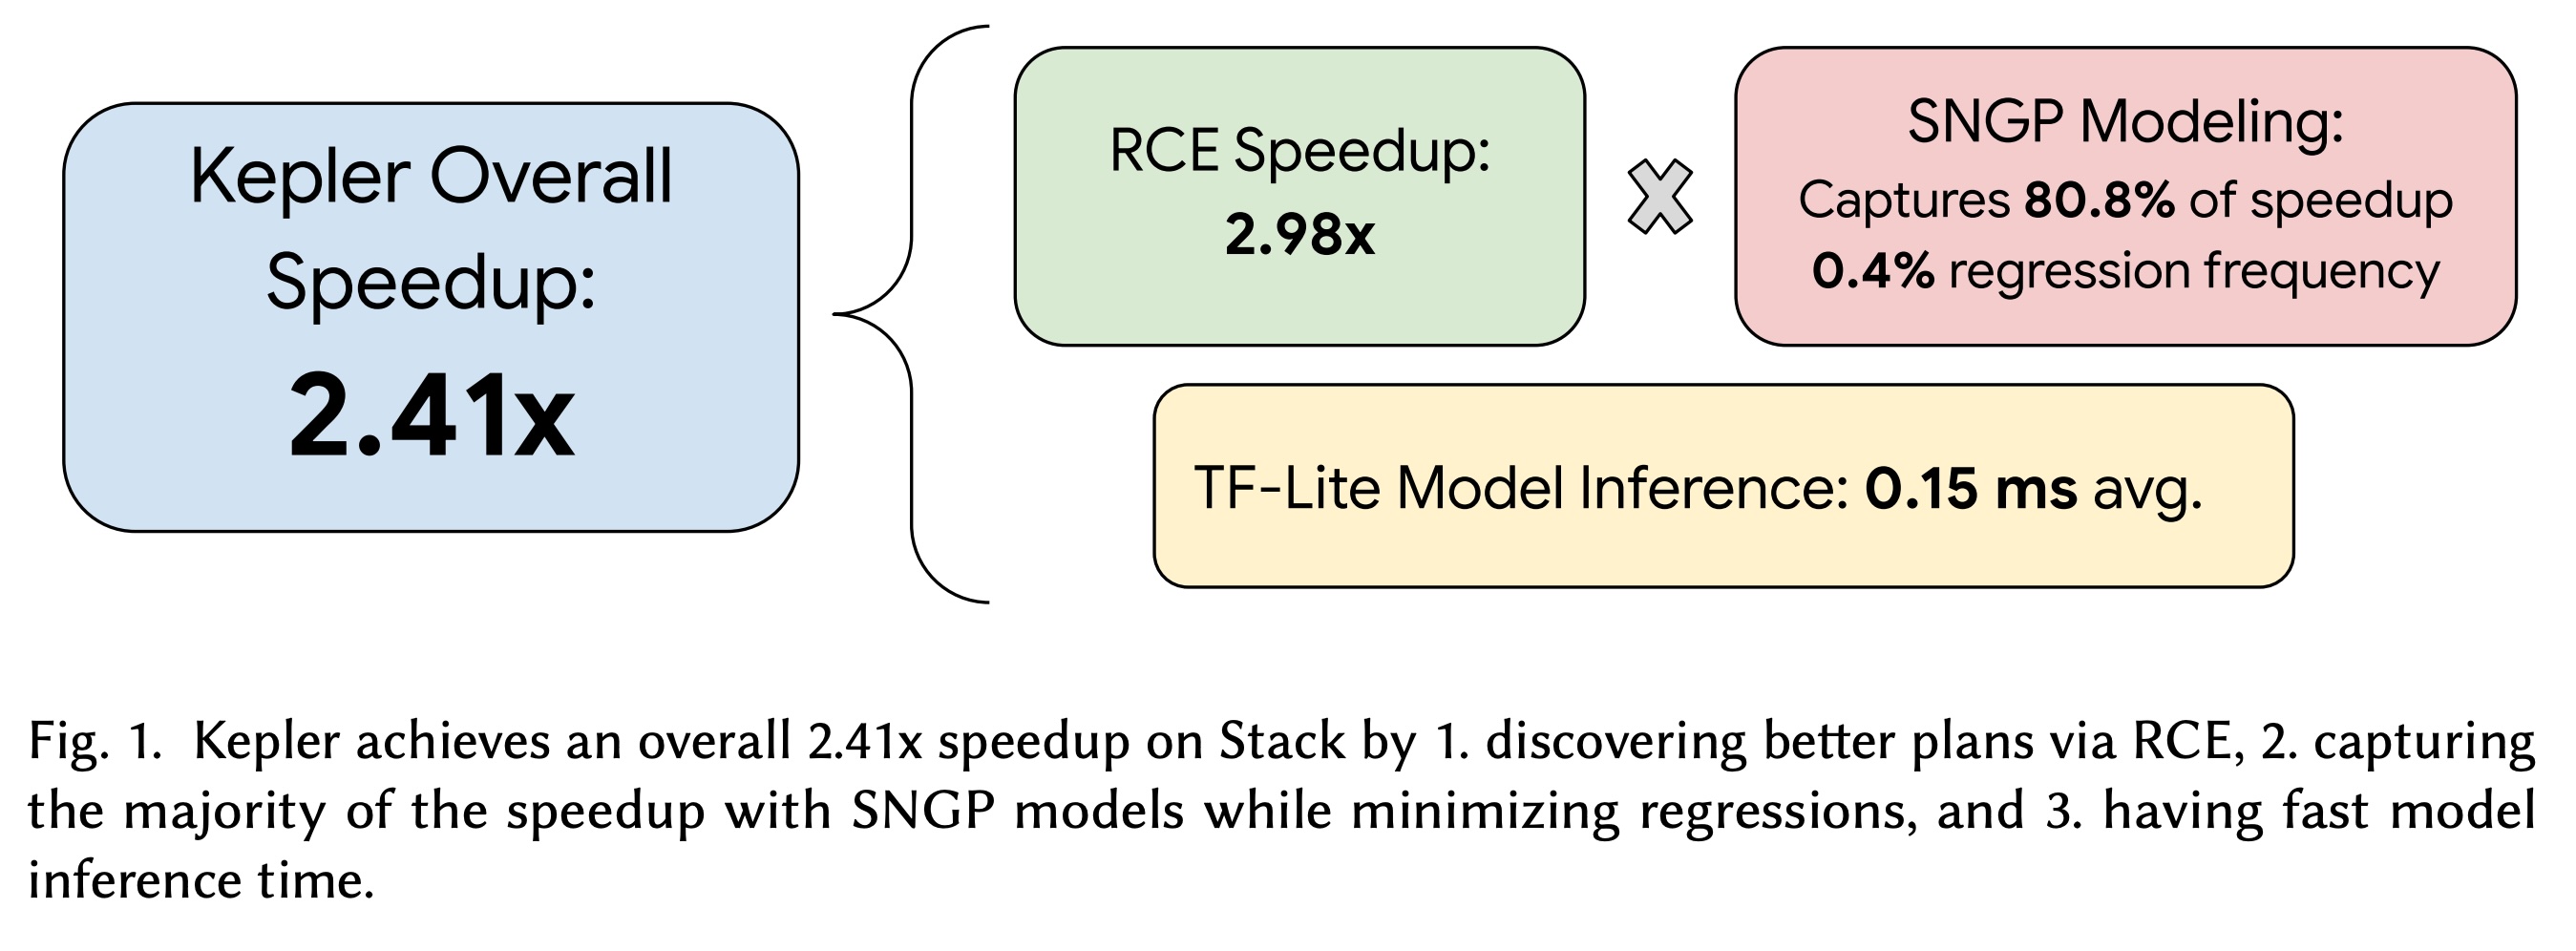 Kepler Overall
Speedup:
2.41x
RCE Speedup:
2.98x
SNGP Modeling:
Captures 80.8% of speedup
0.4% regression frequency
TF-Lite Model Inference: 0.15 ms avg.
Fig. 1. Kepler achieves an overall 2.41x speedup on Stack by 1. discovering better plans via RCE, 2. capturing
the majority of the speedup with SNGP models while minimizing regressions, and 3. having fast model
inference time.